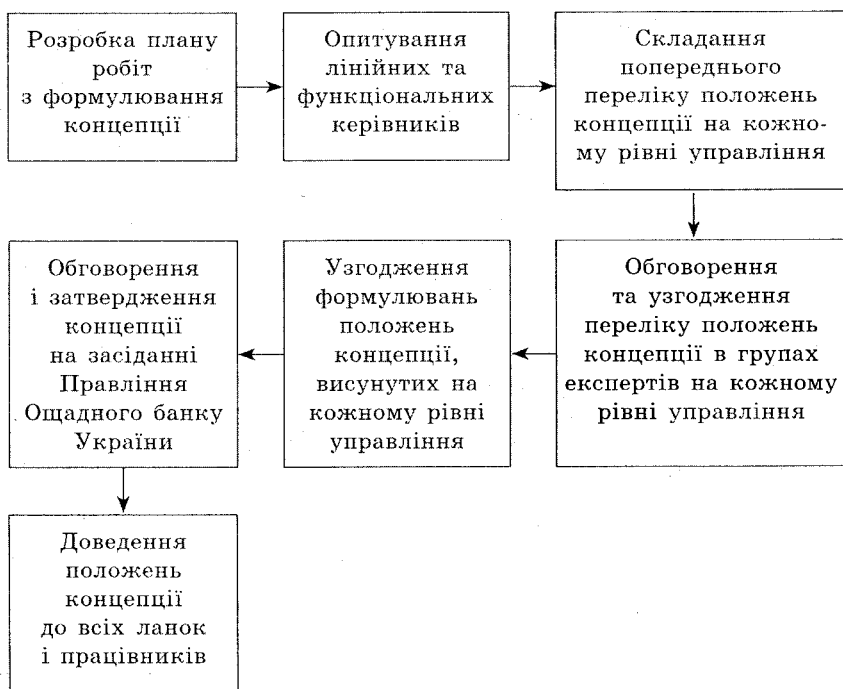 Розробка плану
робіт
з формулювання
концепції
Опитування
лінійних та
функціональних
керівників
Складання
попереднього
переліку положень
концепції на кожно-
му рівні управління
Обговорення
та узгодження
переліку положень
концепції в групах
експертів на кожному
рівні управління
Узгодження
формулювань
положень
концепції,
висунутих на
кожному рівні
управління
Обговорення
і затвердження
концепції
на засіданні
Правління
Ощадного банку
України
Доведення
положень
концепції
до всіх ланок
і працівників